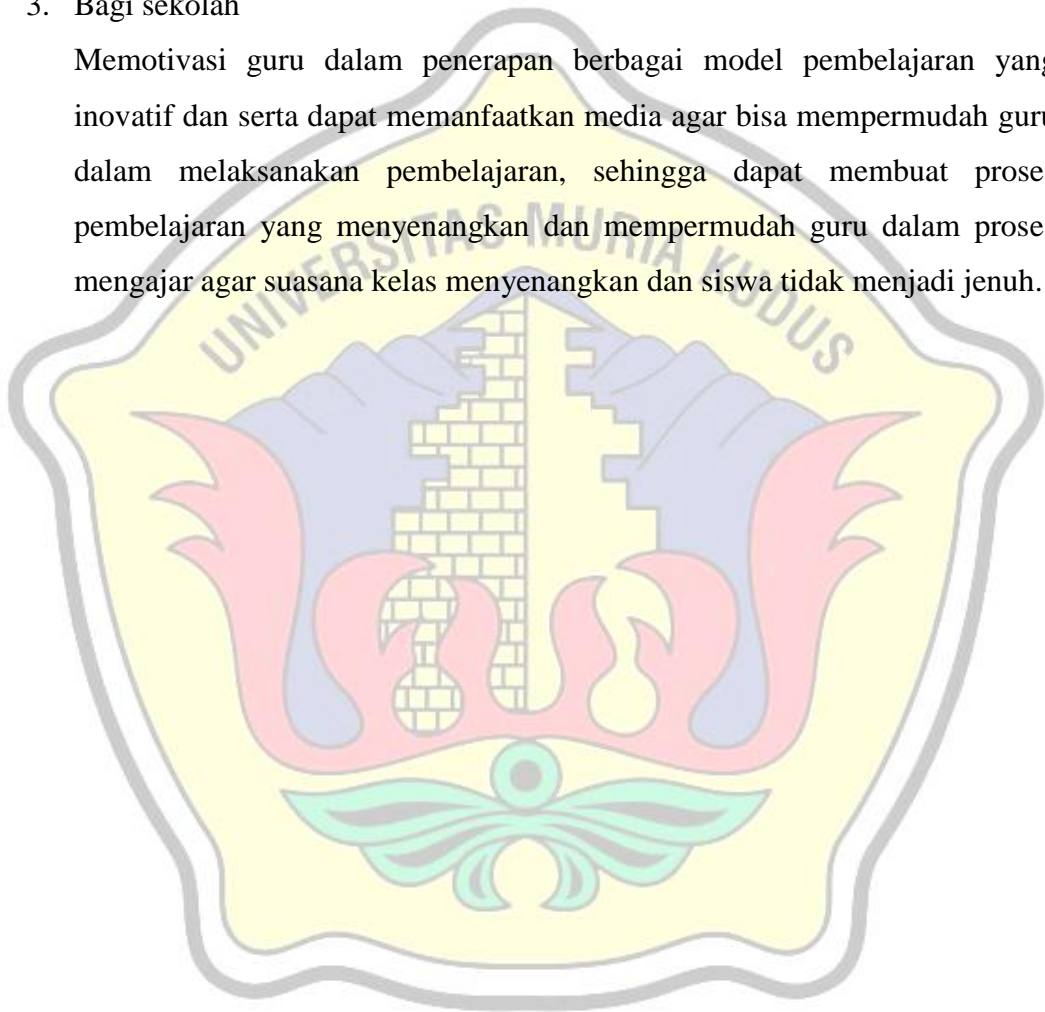 3. Bagi sekolah
Memotivasi guru dalam penerapan berbagai model pembelajaran yang
inovatif dan serta dapat memanfaatkan media agar bisa mempermudah guru
dalam melaksanakan pembelajaran, sehingga dapat membuat prose
pembelajaran yang menyenangkan dan mempermudah guru dalam prose
mengajar agar suasana kelas menyenangkan dan siswa tidak menjadi jenuh.
UNIVERSITAS MURIA KUDUS